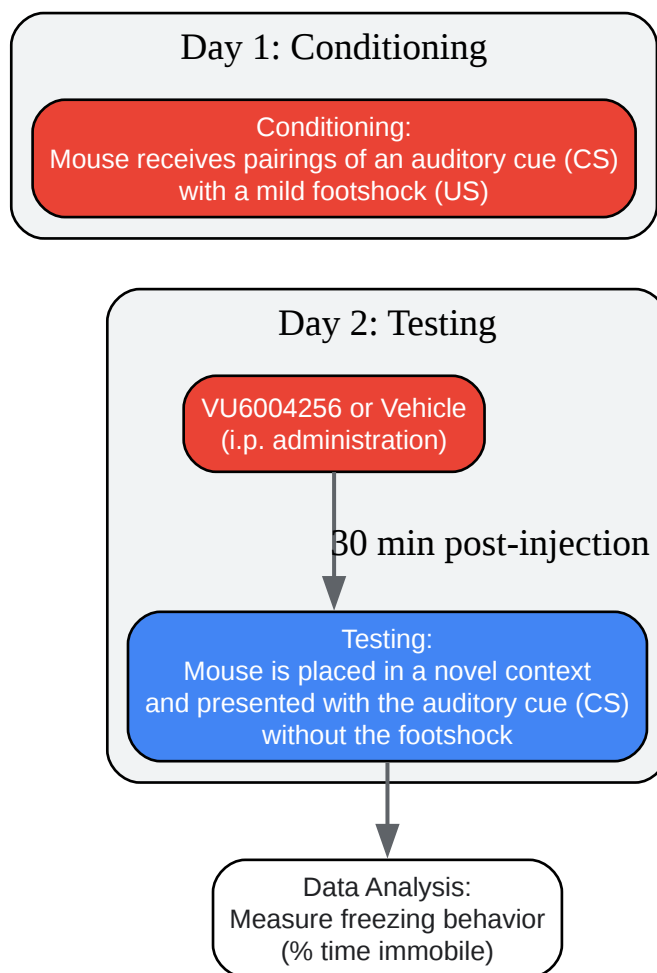 Day 1: Conditioning
Conditioning:
Mouse receives pairings of an auditory cue (CS)
with a mild footshock (US)
Day 2: Testing
VU6004256 or Vehicle
(i.p. administration)
30 min post-injection
Testing:
Mouse is placed in a novel context
and presented with the auditory cue (CS)
without the footshock
Data Analysis:
Measure freezing behavior
(% time immobile)